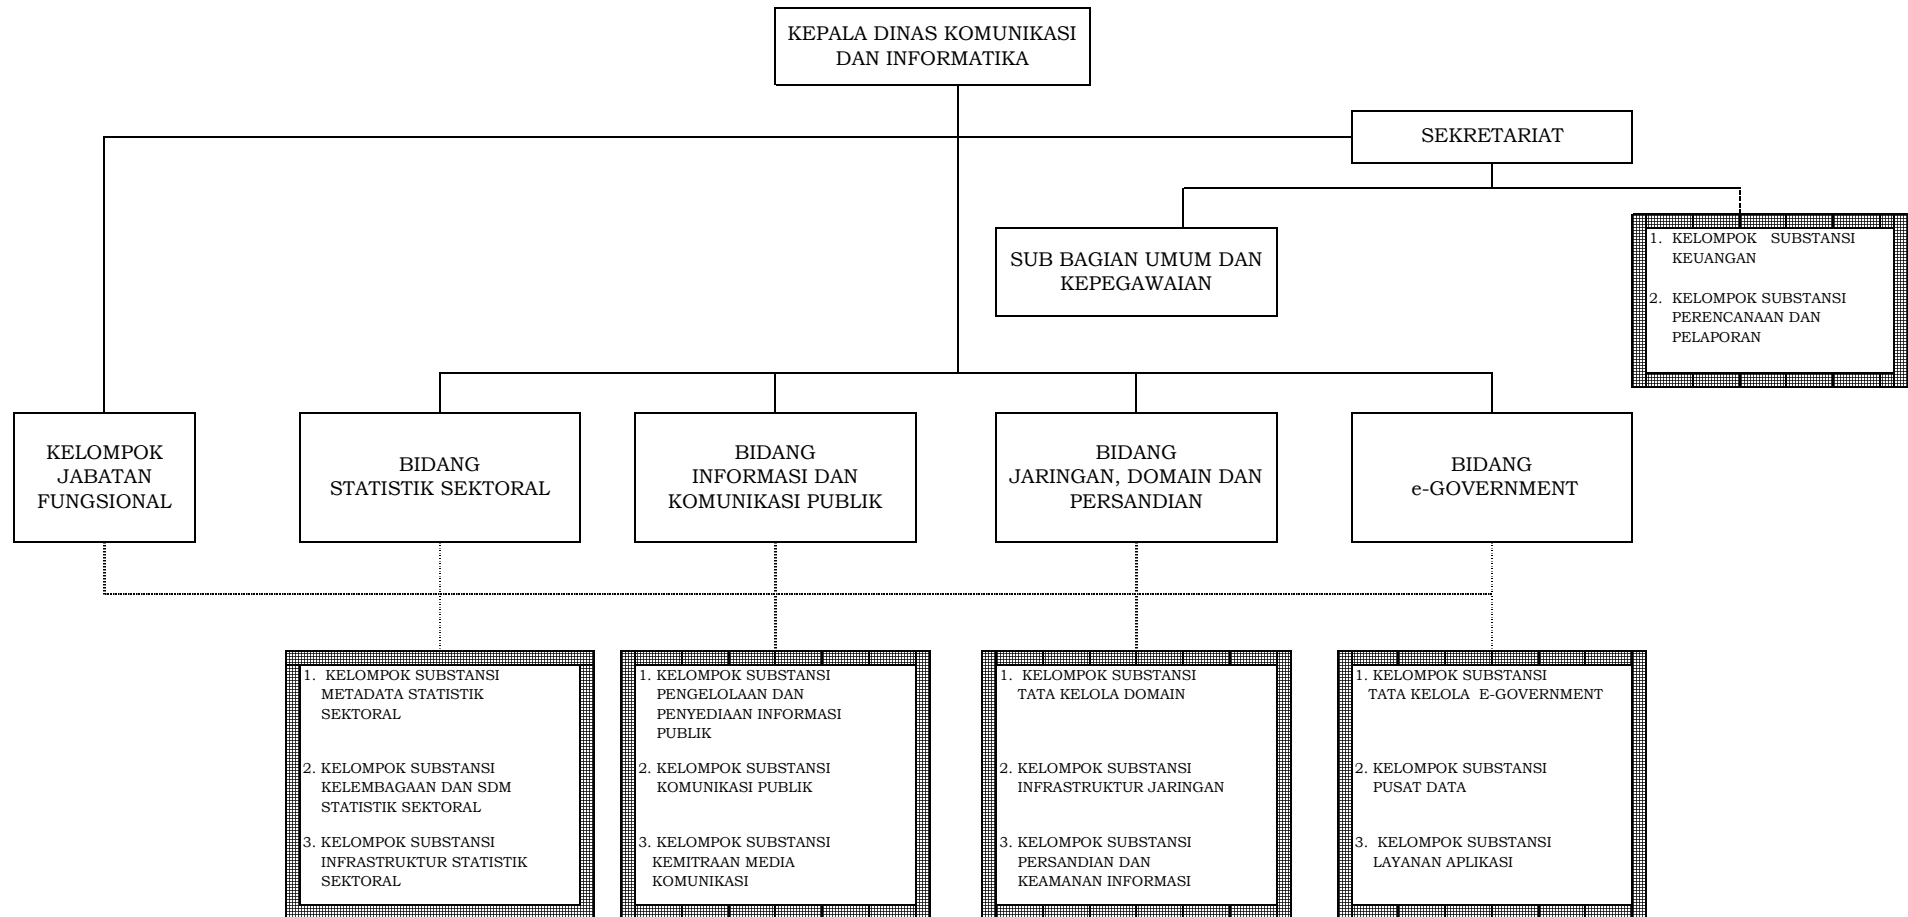 KEPALA DINAS KOMUNIKASI
DAN INFORMATIKA
SEKRETARIAT
SUB BAGIAN UMUM DAN
KEPEGAWAIAN
1. KELOMPOK SUBSTANSI
KEUANGAN
2. KELOMPOK SUBSTANSI
PERENCANAAN DAN
PELAPORAN
KELOMPOK
JABATAN
FUNGSIONAL
BIDANG
STATISTIK SEKTORAL
BIDANG
INFORMASI DAN
KOMUNIKASI PUBLIK
BIDANG
JARINGAN, DOMAIN DAN
PERSANDIAN
BIDANG
e-GOVERNMENT
1. KELOMPOK SUBSTANSI
METADATA STATISTIK
SEKTORAL
2. KELOMPOK SUBSTANSI
KELEMBAGAAN DAN SDM
STATISTIK SEKTORAL
3. KELOMPOK SUBSTANSI
INFRASTRUKTUR STATISTIK
SEKTORAL
1. KELOMPOK SUBSTANSI
PENGELOLAAN DAN
PENYEDIAAN INFORMASI
PUBLIK
2. KELOMPOK SUBSTANSI
KOMUNIKASI PUBLIK
3. KELOMPOK SUBSTANSI
KEMITRAAN MEDIA
KOMUNIKASI
1. KELOMPOK SUBSTANSI
TATA KELOLA DOMAIN
2. KELOMPOK SUBSTANSI
INFRASTRUKTUR JARINGAN
3. KELOMPOK SUBSTANSI
PERSANDIAN DAN
KEAMANAN INFORMASI
1. KELOMPOK SUBSTANSI
TATA KELOLA E-GOVERNMENT
2. KELOMPOK SUBSTANSI
PUSAT DATA
3. KELOMPOK SUBSTANSI
LAYANAN APLIKASI